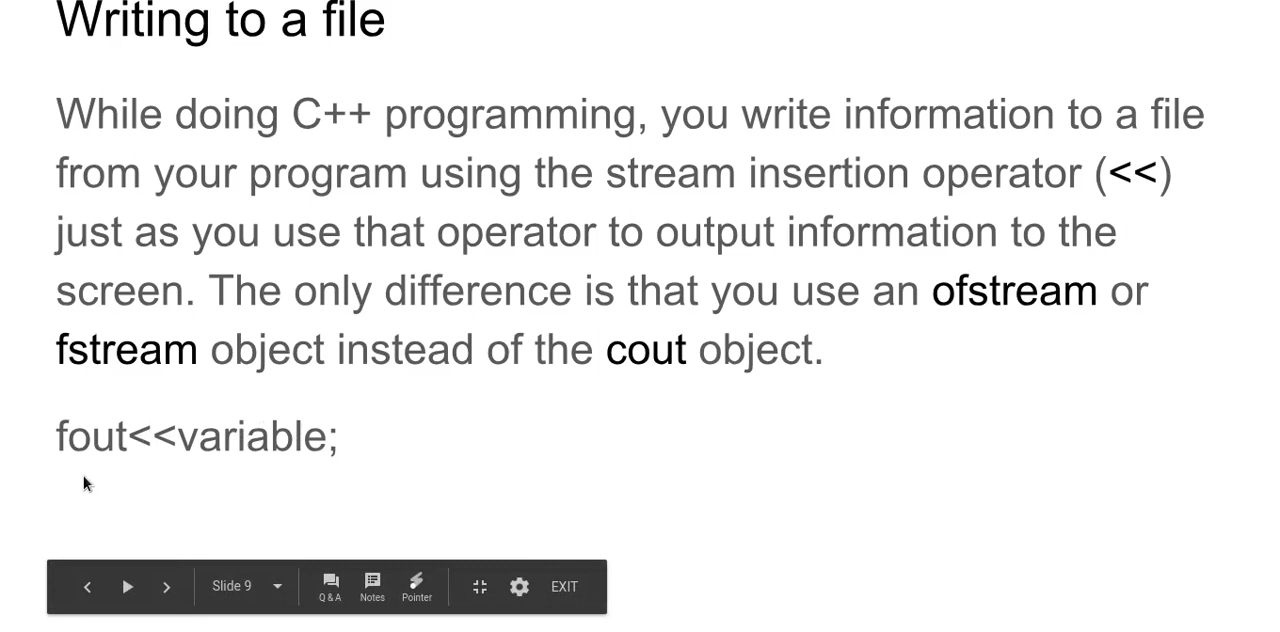 Writing to a file
While doing C++ programming, you write information to a file
from your program using the stream insertion operator (<<)
just as you use that operator to output information to the
screen. The only difference is that you use an ofstream or
fstream object instead of the cout object.
fout<<variable;
Slide 9
Q & A
Notes
Pointer
EXIT